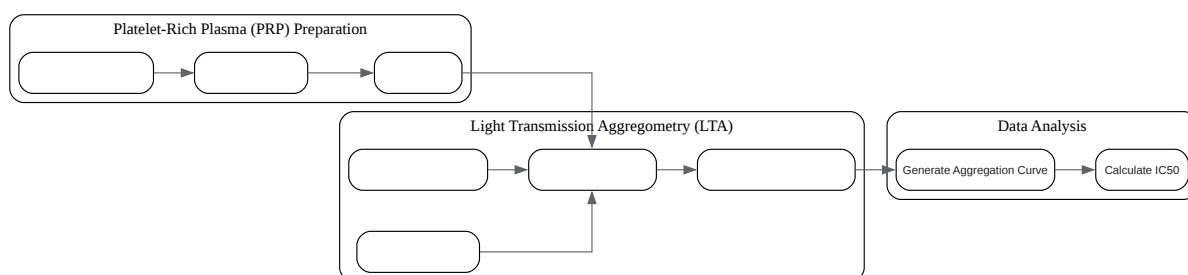 Platelet-Rich Plasma (PRP) Preparation
Light Transmission Aggregometry (LTA)
Data Analysis
Generate Aggregation Curve
Calculate IC50